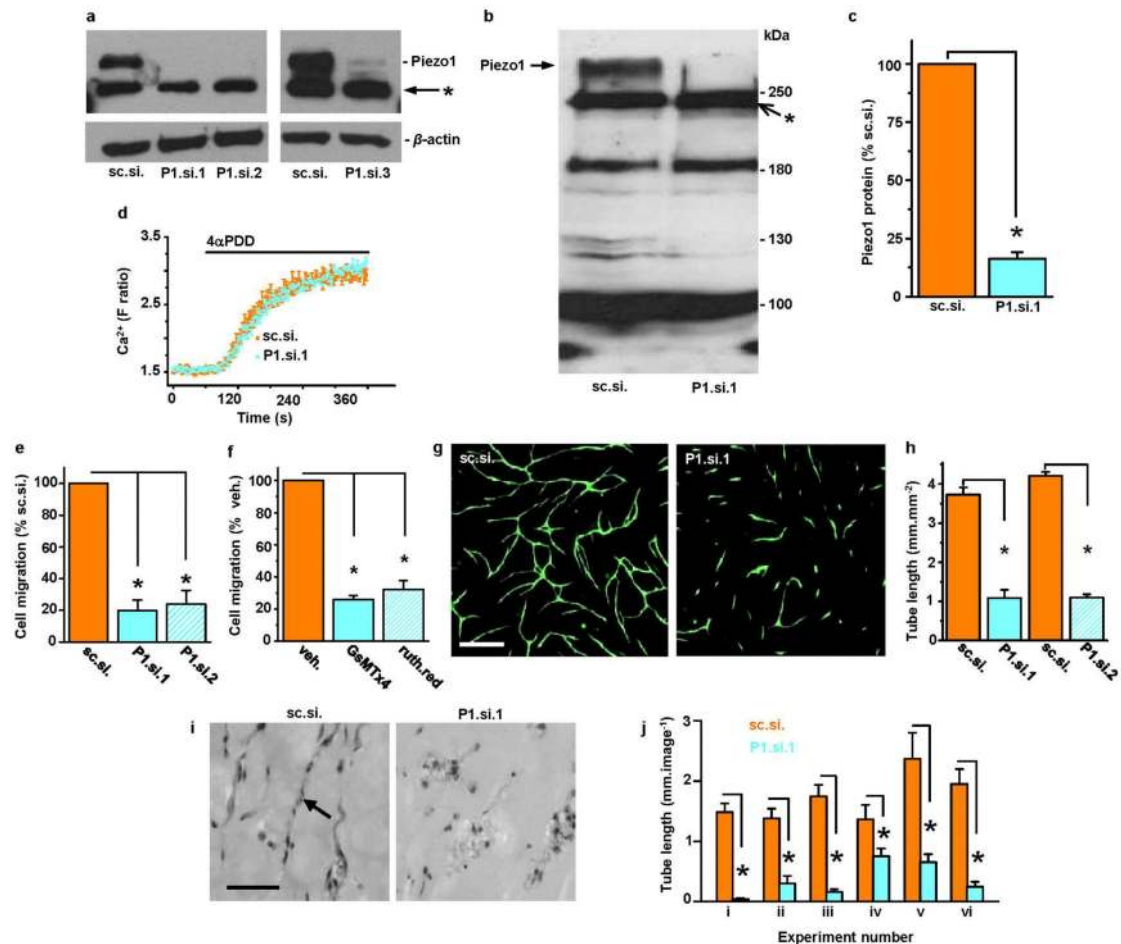 a
Piezo1
*
β-actin
sc.si. P1.si.1 P1.si.2 sc.si. P1.si.3
b
kDa
Piezo1
250
*
180
130
100
sc.si. P1.si.1
c
Piezo1 protein (% sc.si.)
100
75
50
25
0
*
sc.si. P1.si.1
d
4αPDD
Ca²⁺ (F ratio)
3.5
2.5
1.5
sc.si.
P1.si.1
0 120 240 360
Time (s)
e
Cell migration (% sc.si.)
100
80
60
40
20
0
* *
sc.si. P1.si.1 P1.si.2
f
Cell migration (% veh.)
100
80
60
40
20
0
* *
veh. GsMTx4 ruth.red
g
sc.si. P1.si.1
h
Tube length (mm.mm⁻²)
4
2
0
* *
sc.si. P1.si.1 sc.si. P1.si.2
i
sc.si. P1.si.1
j
sc.si.
P1.si.1
Tube length (mm.image⁻¹)
3
2
1
0
* * * * * *
i ii iii iv v vi
Experiment number